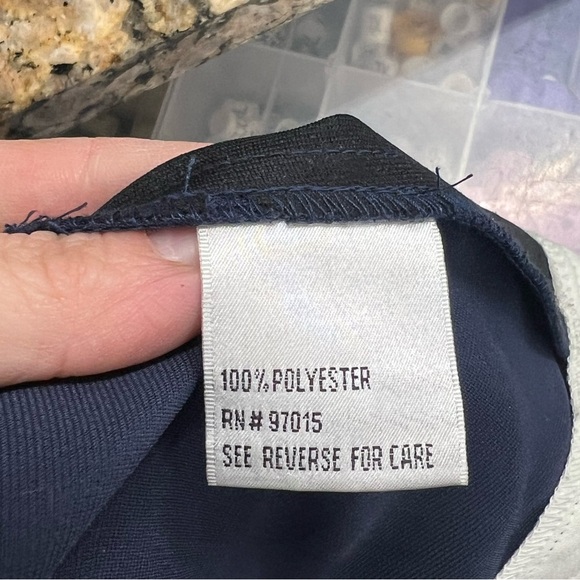 100% POLYESTER
RN# 97015
SEE REVERSE FOR CARE